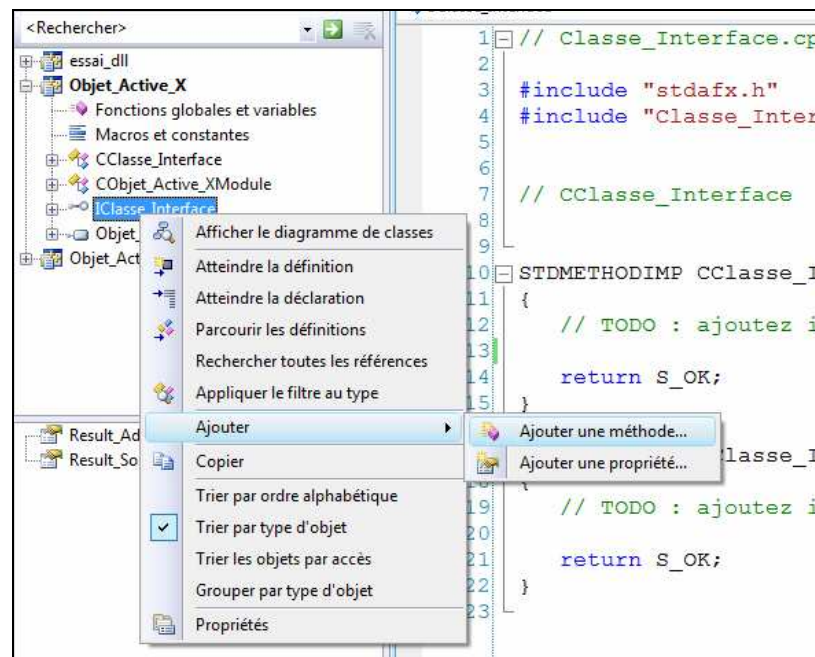 <Rechercher>
essai_dll
Objet_Active_X
Fonctions globales et variables
Macros et constantes
CClasse_Interface
CObjet_Active_XModule
IClasse_Interface
Objet_
Objet_Act
Afficher le diagramme de classes
Atteindre la définition
Atteindre la déclaration
Parcourir les définitions
Rechercher toutes les références
Appliquer le filtre au type
Ajouter
Copier
Trier par ordre alphabétique
Trier par type d'objet
Trier les objets par accès
Grouper par type d'objet
Propriétés
Ajouter une méthode...
Ajouter une propriété...
Result_Ad
Result_So
1 // Classe_Interface.cp
2
3 #include "stdafx.h"
4 #include "Classe_Inter
5
6
7 // CClasse_Interface
8
9
10 STDMETHODIMP CClasse_I
11 {
12 // TODO : ajoutez i
13
14 return S_OK;
15 }
lasse_I
18 {
19 // TODO : ajoutez i
20
21 return S_OK;
22 }
23